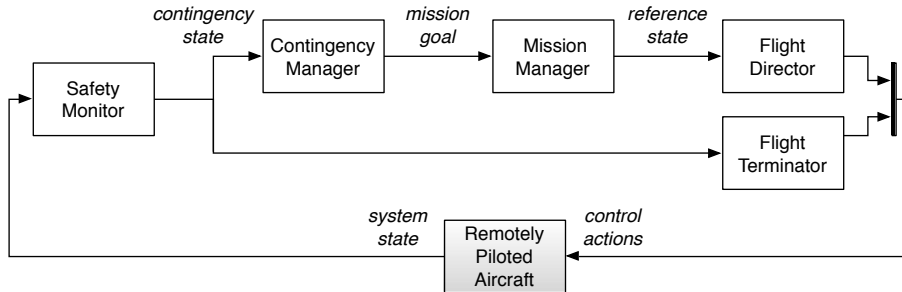 contingency
state
mission
goal
reference
state
Safety
Monitor
Contingency
Manager
Mission
Manager
Flight
Director
Flight
Terminator
system
state
Remotely
Piloted
Aircraft
control
actions